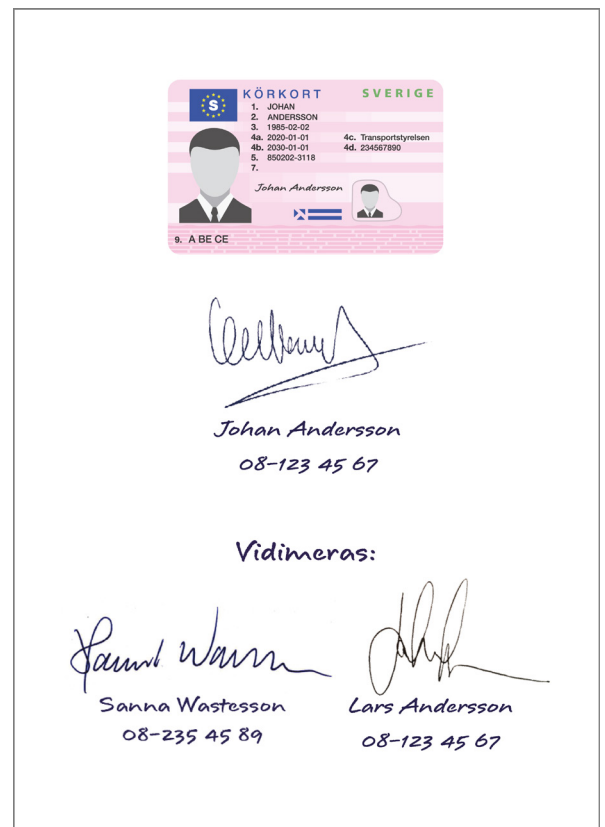 S
KÖRKORT SVERIGE
1. JOHAN
2. ANDERSSON
3. 1985-02-02
4a. 2020-01-01 4c. Transportstyrelsen
4b. 2030-01-01 4d. 234567890
5. 850202-3118
7.
Johan Andersson
9. A BE CE
Johan Andersson
08-123 45 67
Vidimeras:
Sanna Wastesson
08-235 45 89
Lars Andersson
08-123 45 67